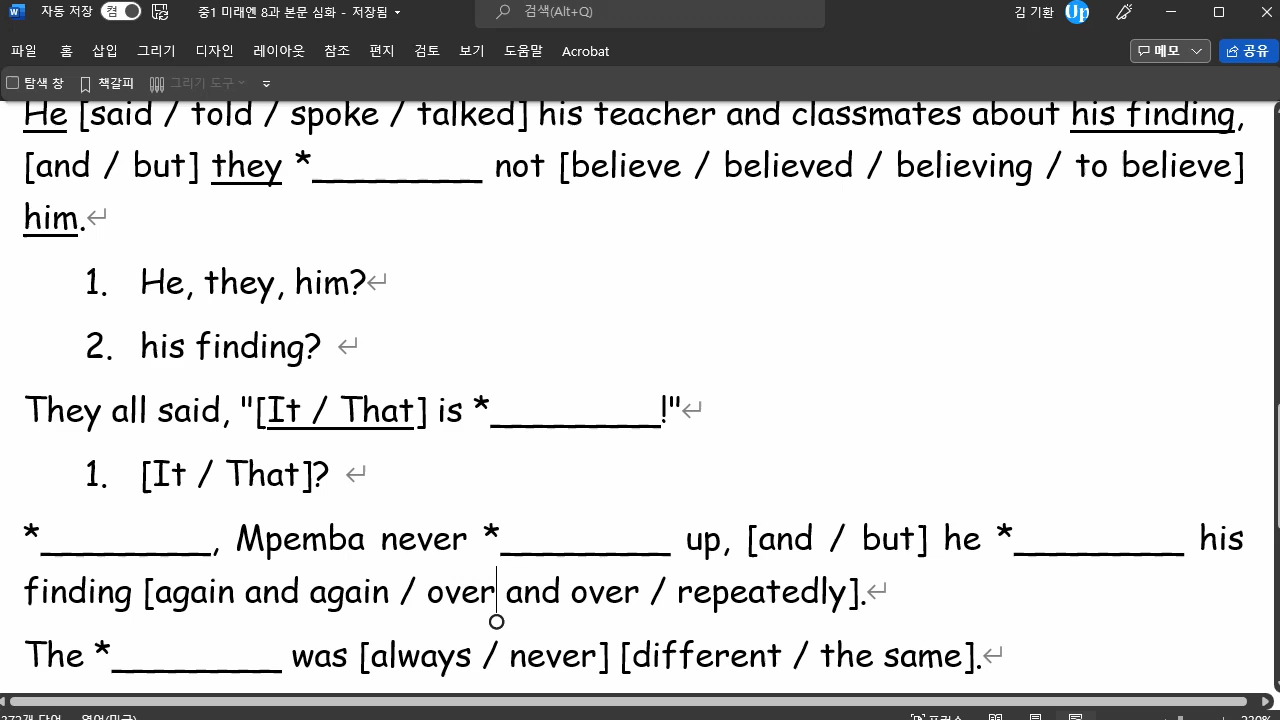 자동 저장 켬 중1 미래엔 8과 본문 심화 - 저장됨 검색(Alt+Q) 김 기환 Up
파일 홈 삽입 그리기 디자인 레이아웃 참조 편지 검토 보기 도움말 Acrobat 메모 공유
탐색 창 책갈피 그리기 도구
He [said / told / spoke / talked] his teacher and classmates about his finding,
[and / but] they *________ not [believe / believed / believing / to believe]
him.
1. He, they, him?
2. his finding?
They all said, "[It / That] is *________!"
1. [It / That]?
*________, Mpemba never *________ up, [and / but] he *________ his
finding [again and again / over and over / repeatedly].
The *________ was [always / never] [different / the same].